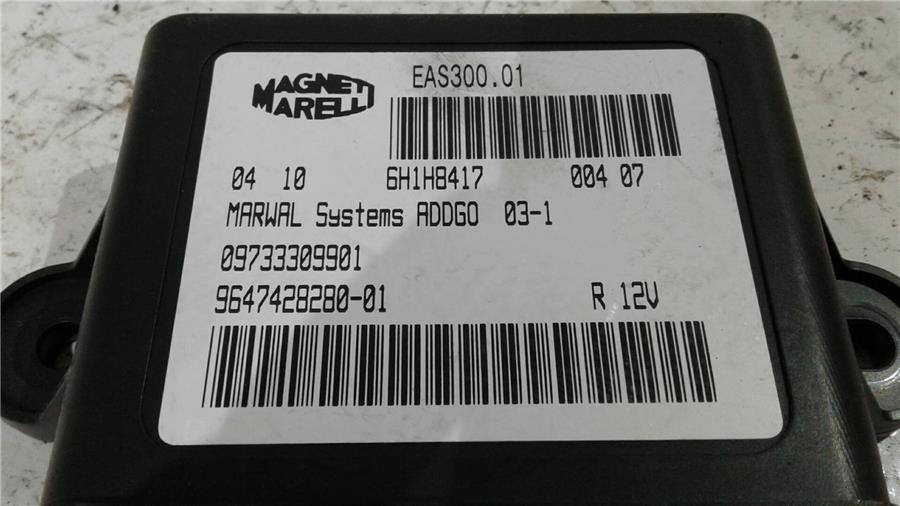 MAGNETI
MARELLI
EAS300.01
04 10 6H1H8417 004 07
MARWAL Systems ADDGO 03-1
09733309901
9647428280-01 R 12V